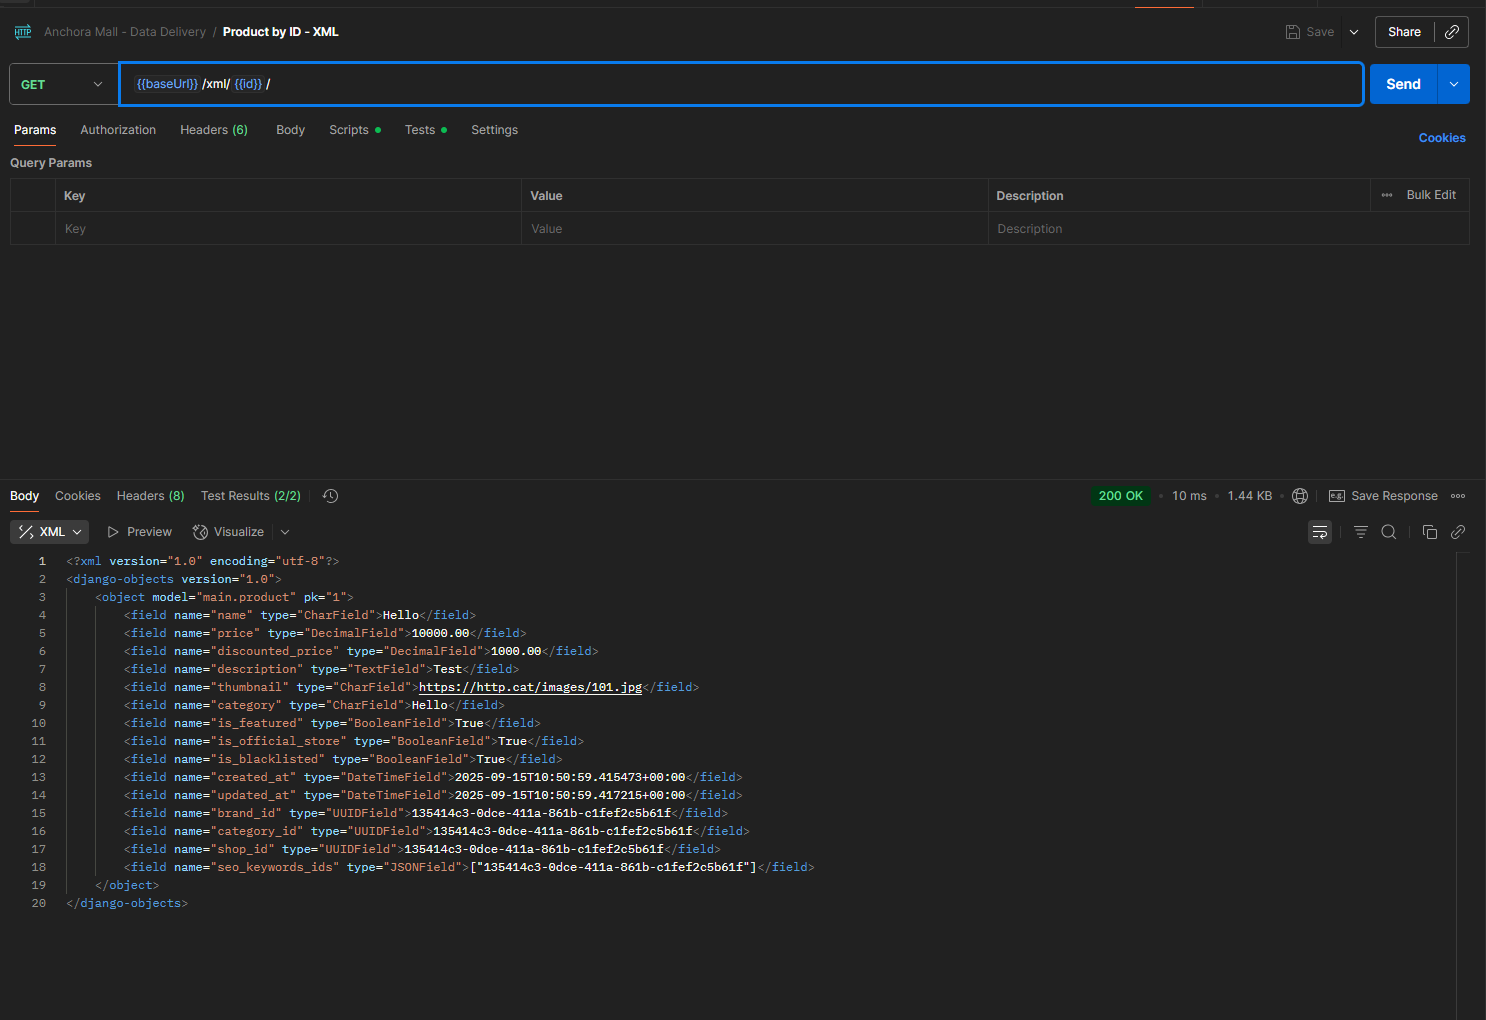 HTTP Anchora Mall - Data Delivery / Product by ID - XML Save Share
GET {{baseUrl}} /xml/ {{id}} / Send
Params Authorization Headers (6) Body Scripts Tests Settings Cookies
Query Params
Key Value Description Bulk Edit
Key Value Description
Body Cookies Headers (8) Test Results (2/2) 200 OK 10 ms 1.44 KB e.g. Save Response
XML Preview Visualize
1 <?xml version="1.0" encoding="utf-8"?>
2 <django-objects version="1.0">
3 <object model="main.product" pk="1">
4 <field name="name" type="CharField">Hello</field>
5 <field name="price" type="DecimalField">10000.00</field>
6 <field name="discounted_price" type="DecimalField">1000.00</field>
7 <field name="description" type="TextField">Test</field>
8 <field name="thumbnail" type="CharField">https://http.cat/images/101.jpg</field>
9 <field name="category" type="CharField">Hello</field>
10 <field name="is_featured" type="BooleanField">True</field>
11 <field name="is_official_store" type="BooleanField">True</field>
12 <field name="is_blacklisted" type="BooleanField">True</field>
13 <field name="created_at" type="DateTimeField">2025-09-15T10:50:59.415473+00:00</field>
14 <field name="updated_at" type="DateTimeField">2025-09-15T10:50:59.417215+00:00</field>
15 <field name="brand_id" type="UUIDField">135414c3-0dce-411a-861b-c1fef2c5b61f</field>
16 <field name="category_id" type="UUIDField">135414c3-0dce-411a-861b-c1fef2c5b61f</field>
17 <field name="shop_id" type="UUIDField">135414c3-0dce-411a-861b-c1fef2c5b61f</field>
18 <field name="seo_keywords_ids" type="JSONField">["135414c3-0dce-411a-861b-c1fef2c5b61f"]</field>
19 </object>
20 </django-objects>